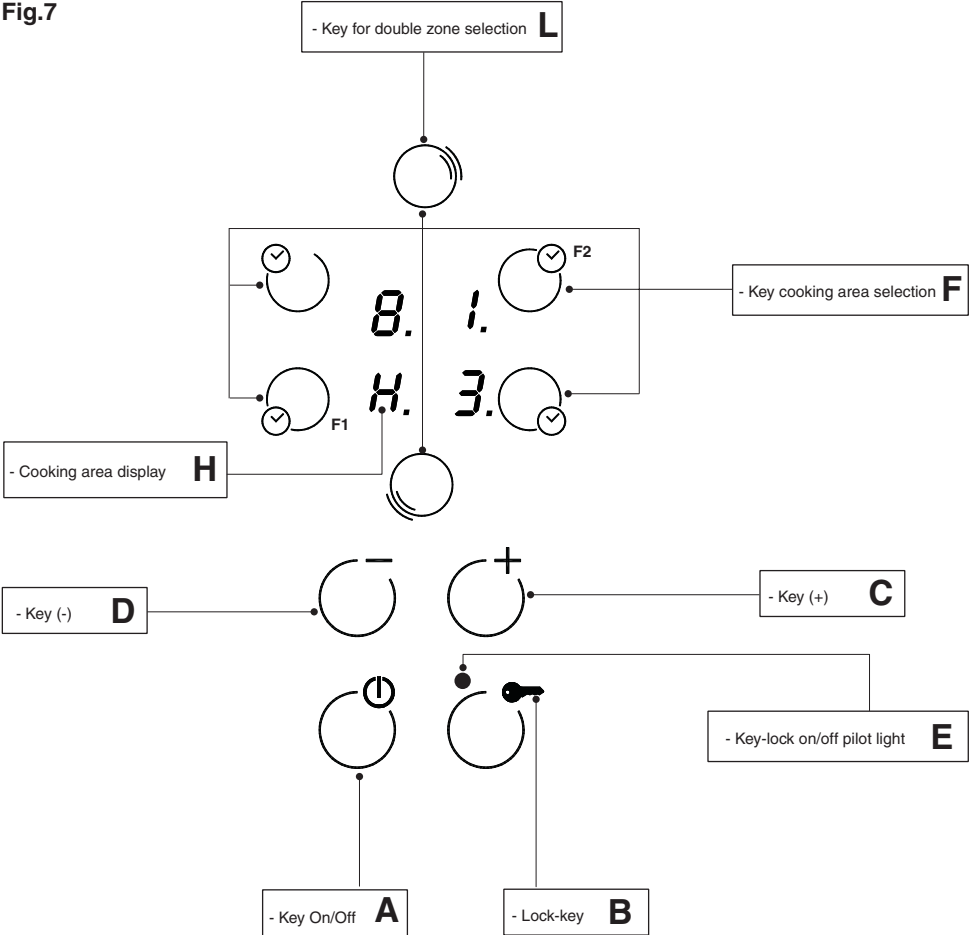 Fig.7
- Key for double zone selection L
F2
- Key cooking area selection F
8. 1.
H. 3.
F1
- Cooking area display H
- Key (-) D
- Key (+) C
- Key-lock on/off pilot light E
- Key On/Off A
- Lock-key B